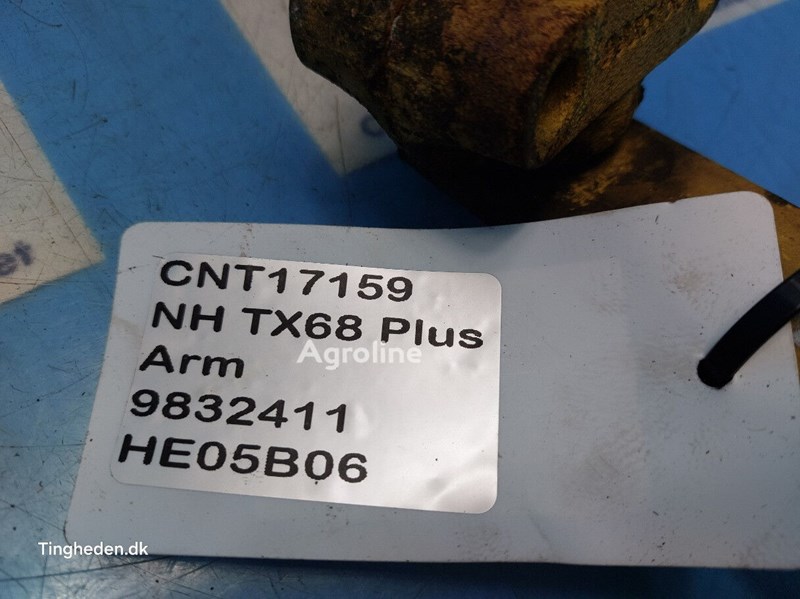 CNT17159
NH TX68 Plus
Arm
9832411
HE05B06
Agroline
Tingheden.dk